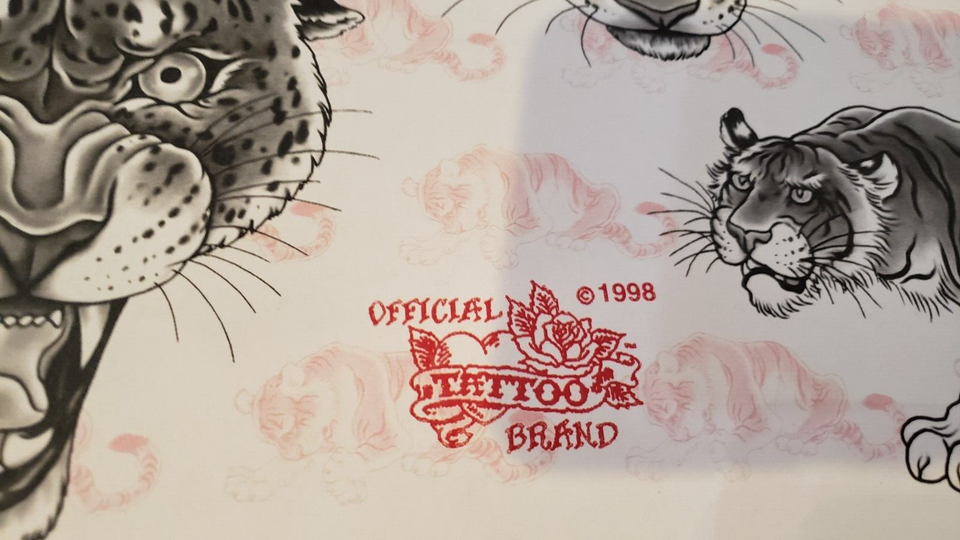 OFFICIAL
©1998
TATTOO
BRAND